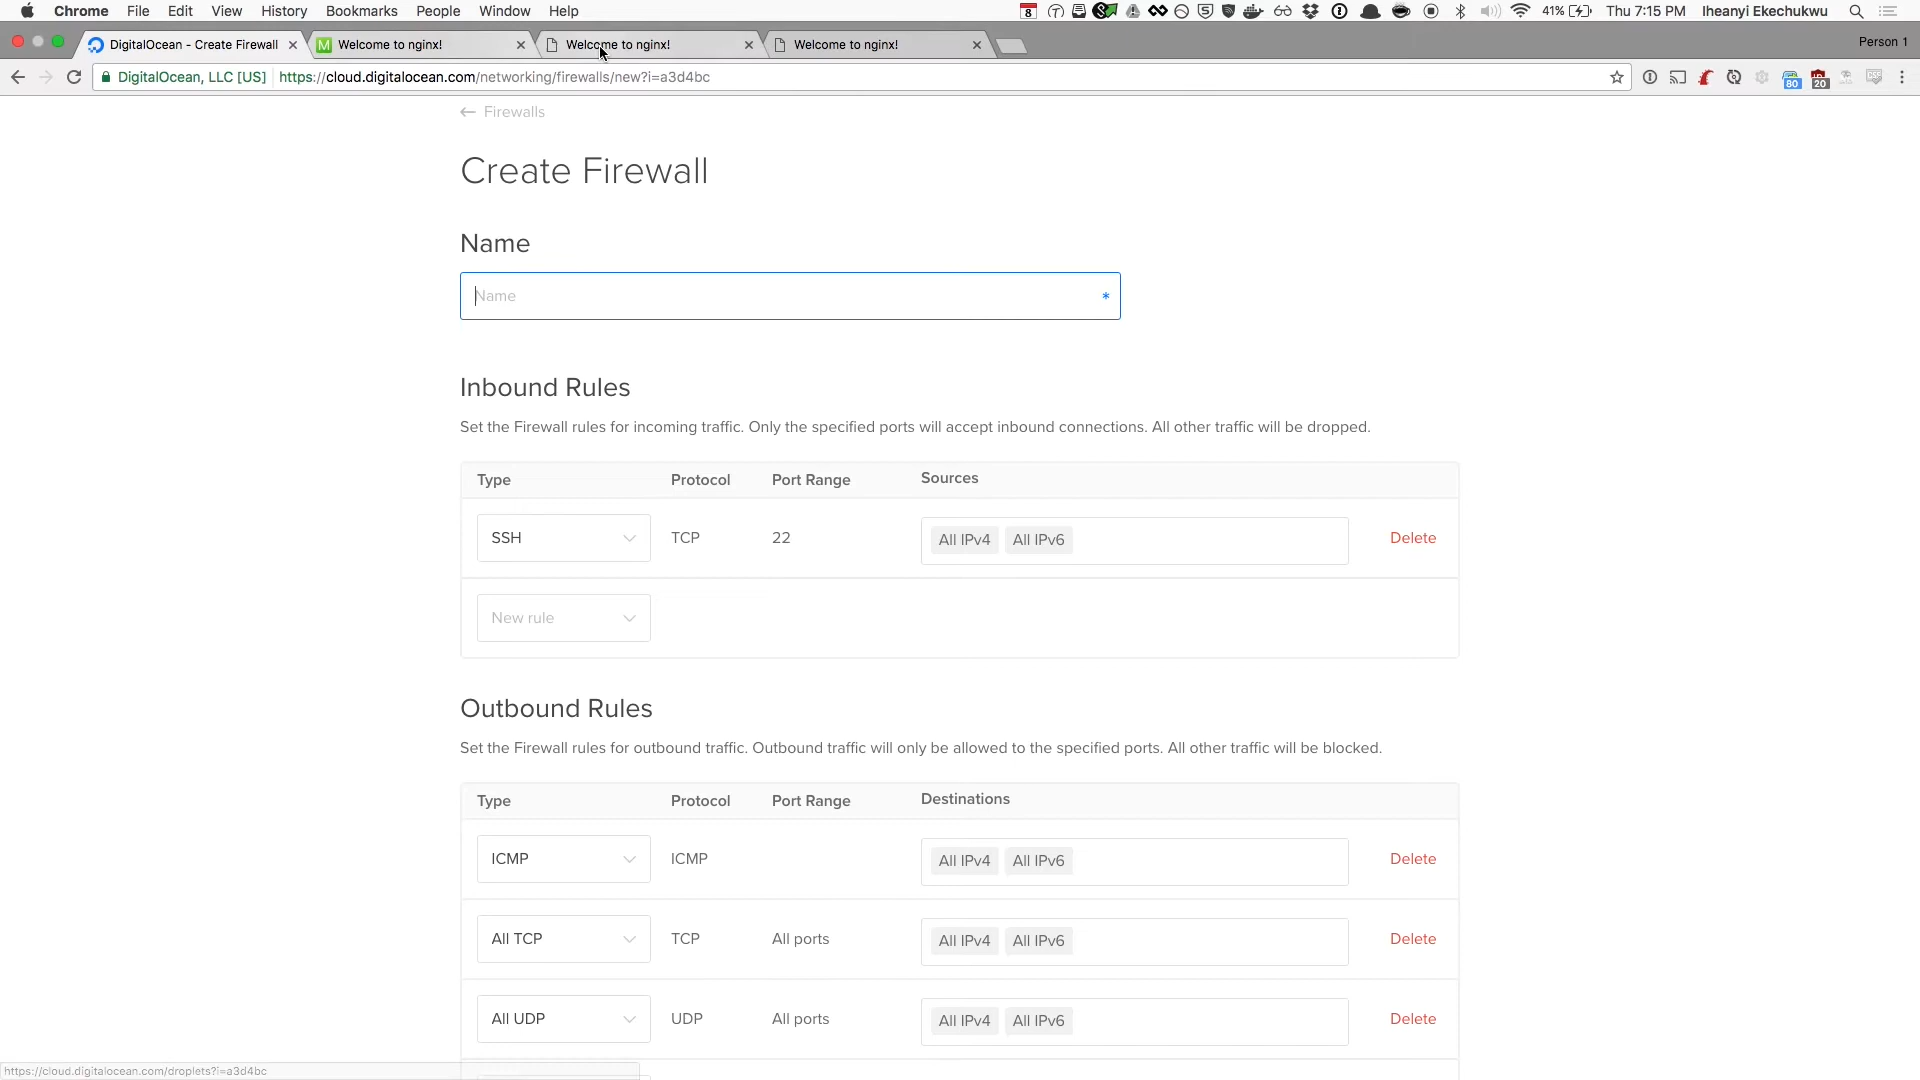 Chrome File Edit View History Bookmarks People Window Help 8 41% Thu 7:15 PM Iheanyi Ekechukwu
DigitalOcean - Create Firewall M Welcome to nginx! Welcome to nginx! Welcome to nginx! Person 1
DigitalOcean, LLC [US] https://cloud.digitalocean.com/networking/firewalls/new?i=a3d4bc 80 20
← Firewalls
Create Firewall
Name
Name *
Inbound Rules
Set the Firewall rules for incoming traffic. Only the specified ports will accept inbound connections. All other traffic will be dropped.
Type Protocol Port Range Sources
SSH TCP 22 All IPv4 All IPv6 Delete
New rule
Outbound Rules
Set the Firewall rules for outbound traffic. Outbound traffic will only be allowed to the specified ports. All other traffic will be blocked.
Type Protocol Port Range Destinations
ICMP ICMP All IPv4 All IPv6 Delete
All TCP TCP All ports All IPv4 All IPv6 Delete
All UDP UDP All ports All IPv4 All IPv6 Delete
https://cloud.digitalocean.com/droplets?i=a3d4bc